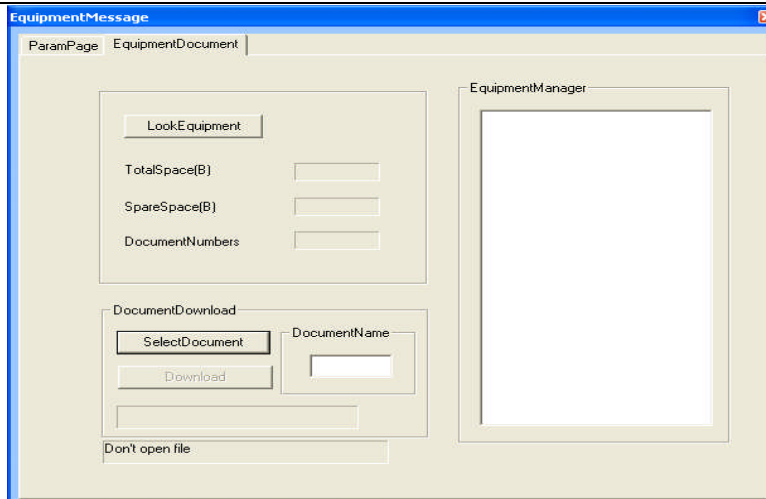 EquipmentMessage
ParamPage EquipmentDocument
LookEquipment
TotalSpace(B)
SpareSpace(B)
DocumentNumbers
DocumentDownload
SelectDocument
DocumentName
Download
Don't open file
EquipmentManager